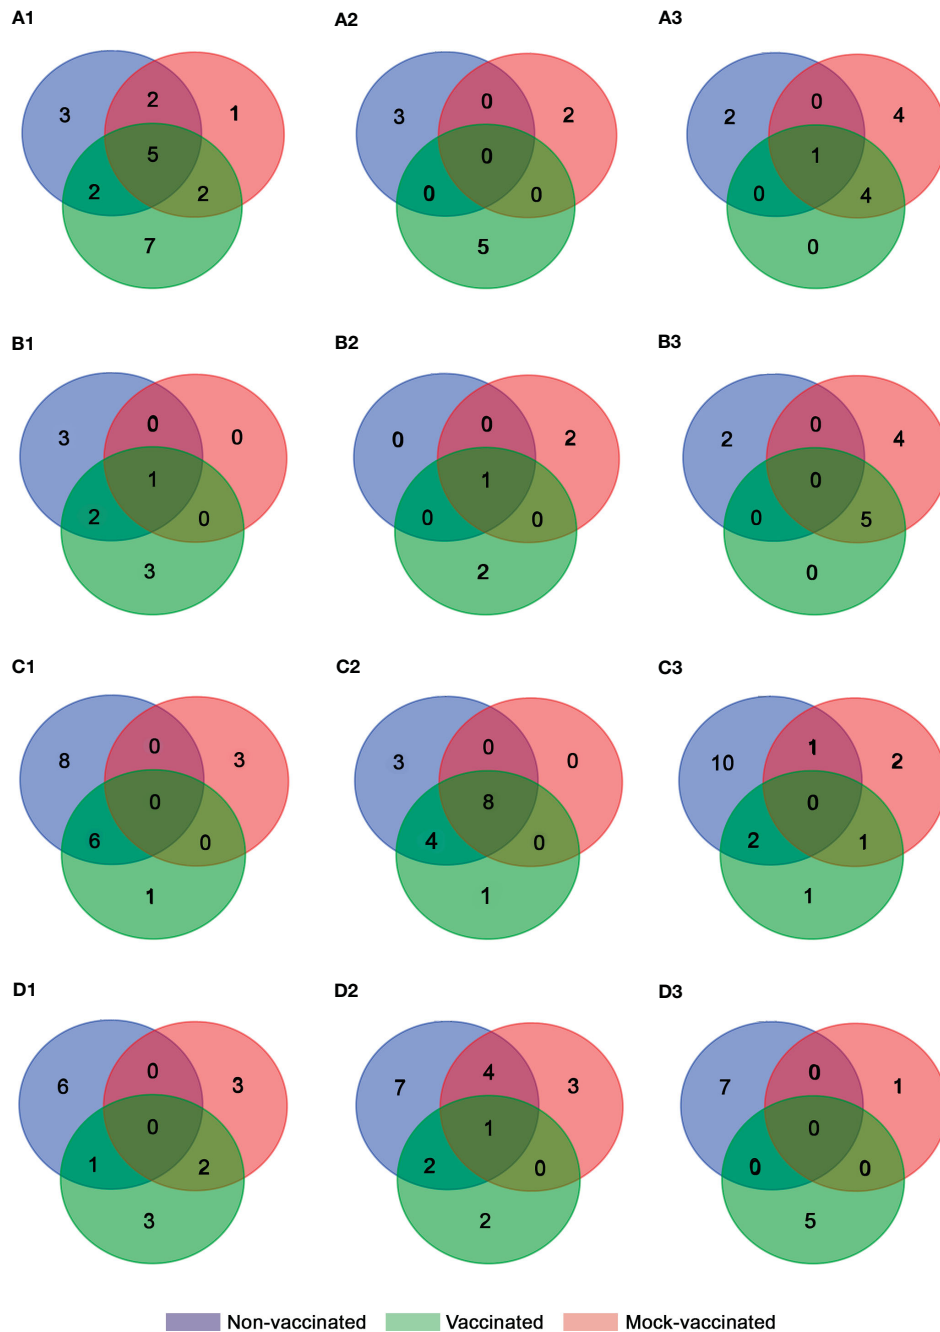 A1 A2 A3
3 2 1 3 0 2 2 0 4
5 0 1
2 2 0 0 0 4
7 5 0
B1 B2 B3
3 0 0 0 0 2 2 0 4
1 1 0
2 0 0 0 0 5
3 2 0
C1 C2 C3
8 0 3 3 0 0 10 1 2
0 8 0
6 0 4 0 2 1
1 1 1
D1 D2 D3
6 0 3 7 4 3 7 0 1
0 1 0
1 2 2 0 0 0
3 2 5
Non-vaccinated Vaccinated Mock-vaccinated